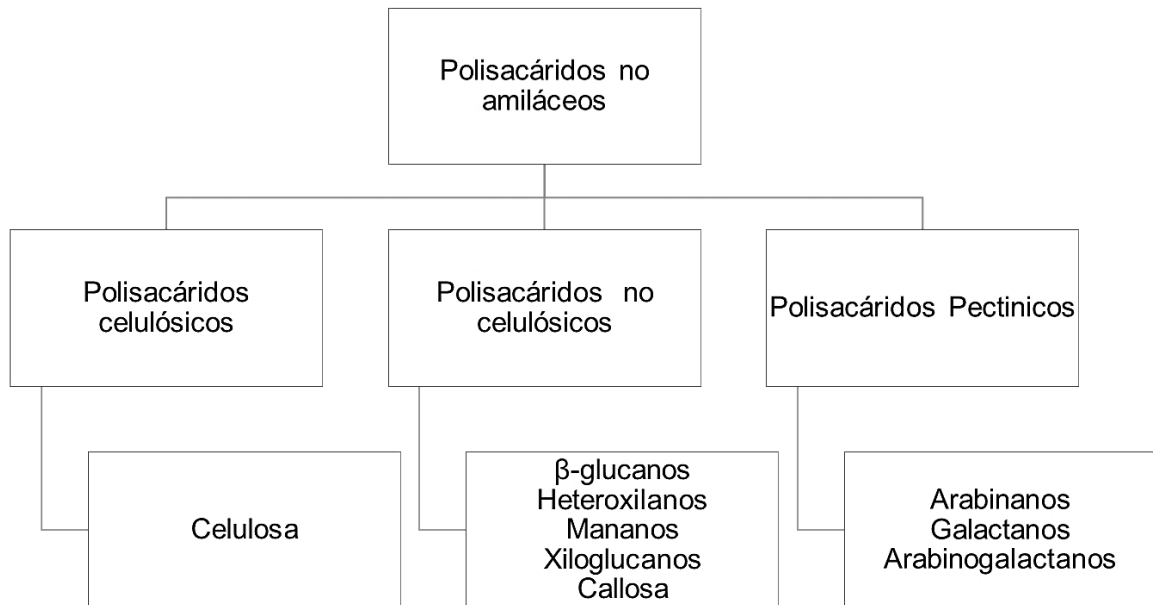 Polisacáridos no
amiláceos
Polisacáridos
celulósicos
Polisacáridos no
celulósicos
Polisacáridos Pectinicos
Celulosa
β-glucanos
Heteroxilanos
Mananos
Xiloglucanos
Callosa
Arabinanos
Galactanos
Arabinogalactanos